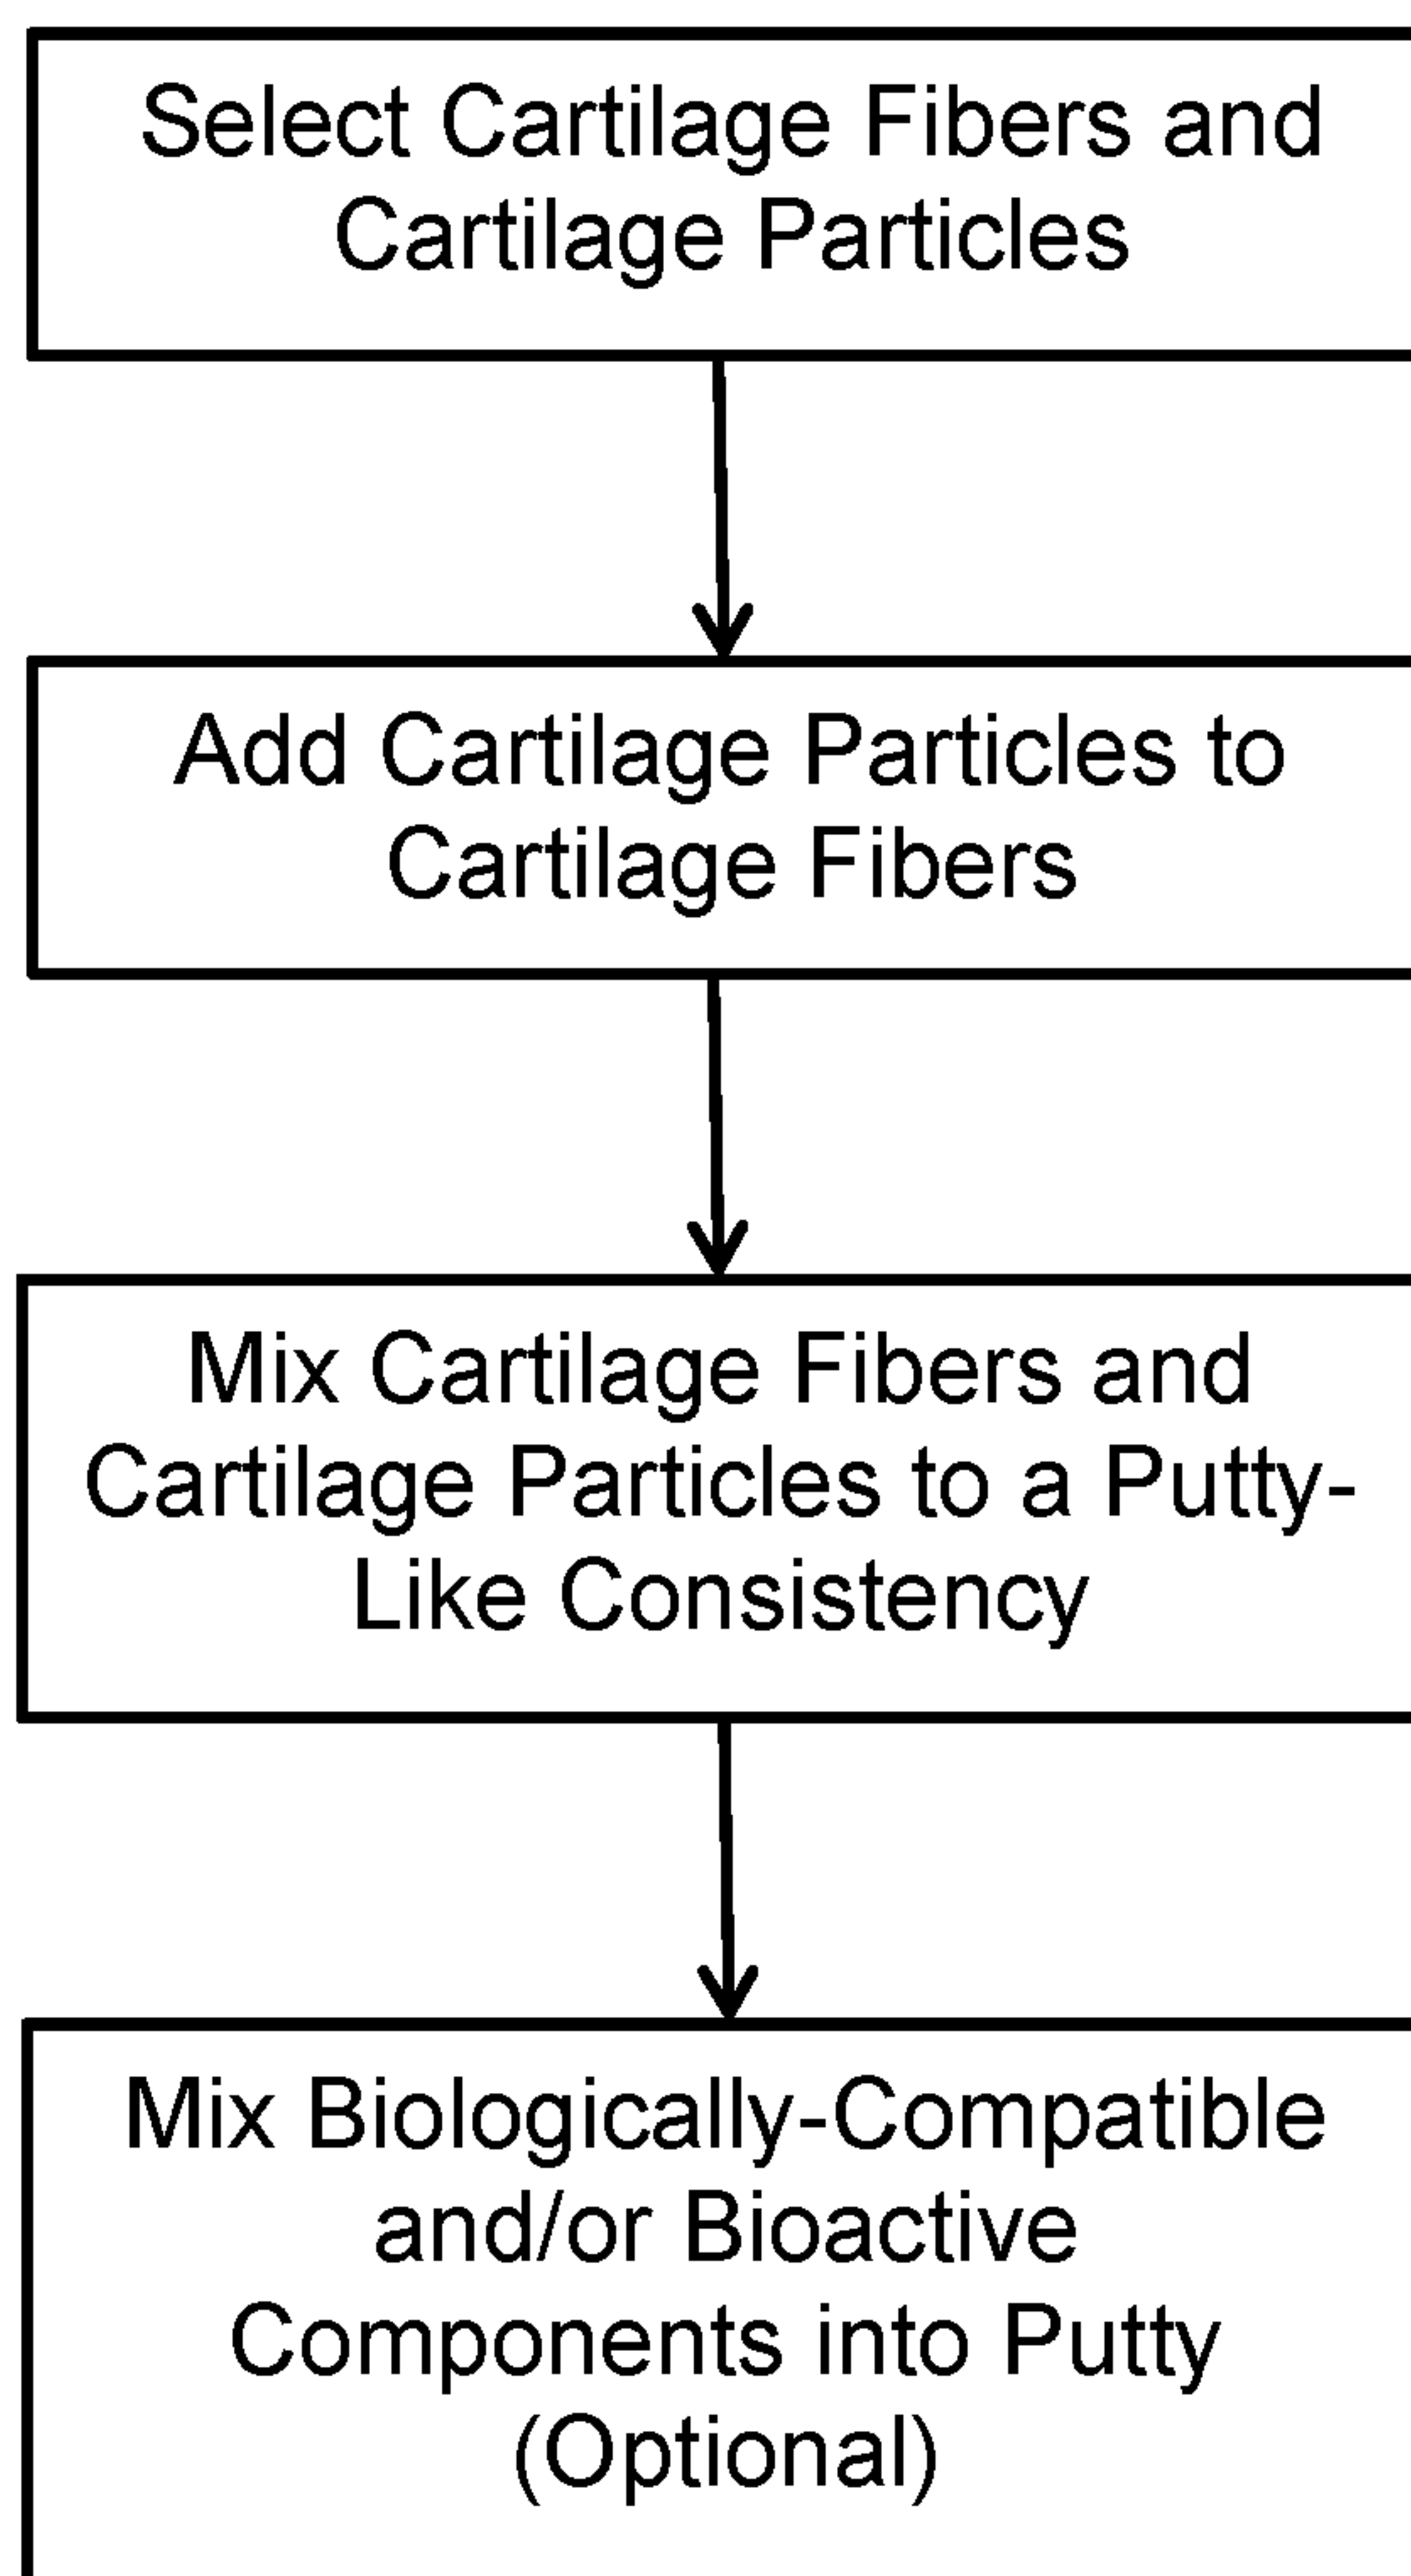 Select Cartilage Fibers and
Cartilage Particles
Add Cartilage Particles to
Cartilage Fibers
Mix Cartilage Fibers and
Cartilage Particles to a Putty-
Like Consistency
Mix Biologically-Compatible
and/or Bioactive
Components into Putty
(Optional)